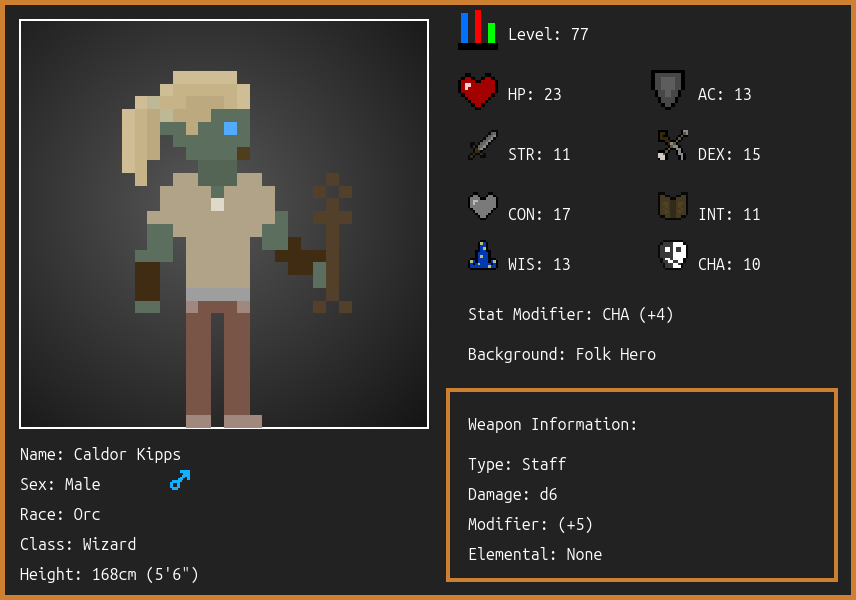 Level: 77
HP: 23
AC: 13
STR: 11
DEX: 15
CON: 17
INT: 11
WIS: 13
CHA: 10
Stat Modifier: CHA (+4)
Background: Folk Hero
Weapon Information:
Type: Staff
Damage: d6
Modifier: (+5)
Elemental: None
Name: Caldor Kipps
Sex: Male
Race: Orc
Class: Wizard
Height: 168cm (5'6")